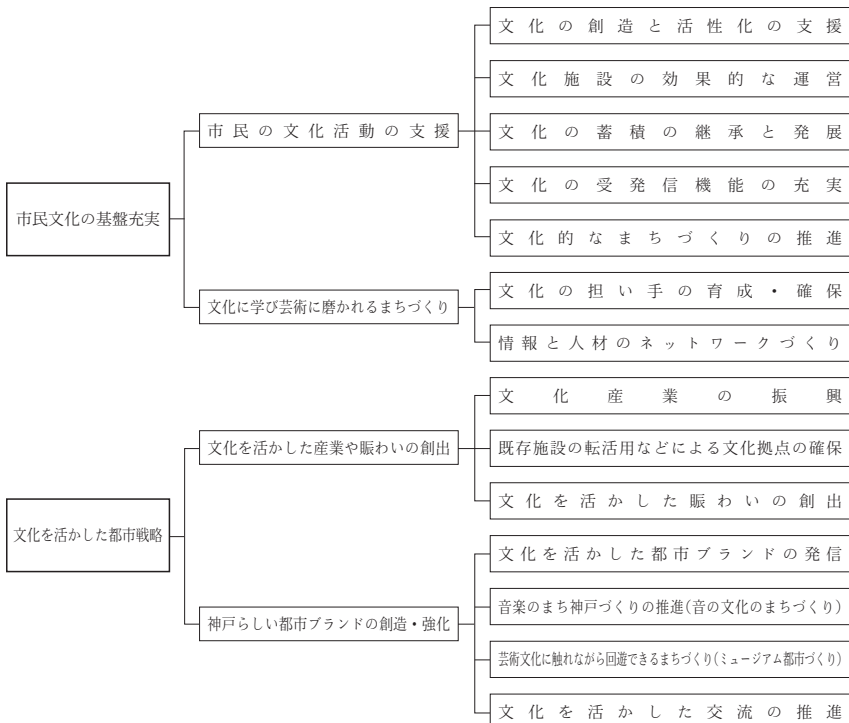 市民文化の基盤充実
市民の文化活動の支援
文化の創造と活性化の支援
文化施設の効果的な運営
文化の蓄積の継承と発展
文化の受発信機能の充実
文化的なまちづくりの推進
文化に学び芸術に磨かれるまちづくり
文化の担い手の育成・確保
情報と人材のネットワークづくり
文化を活かした都市戦略
文化を活かした産業や賑わいの創出
文化産業の振興
既存施設の転活用などによる文化拠点の確保
文化を活かした賑わいの創出
神戸らしい都市ブランドの創造・強化
文化を活かした都市ブランドの発信
音楽のまち神戸づくりの推進(音の文化のまちづくり)
芸術文化に触れながら回遊できるまちづくり(ミュージアム都市づくり)
文化を活かした交流の推進